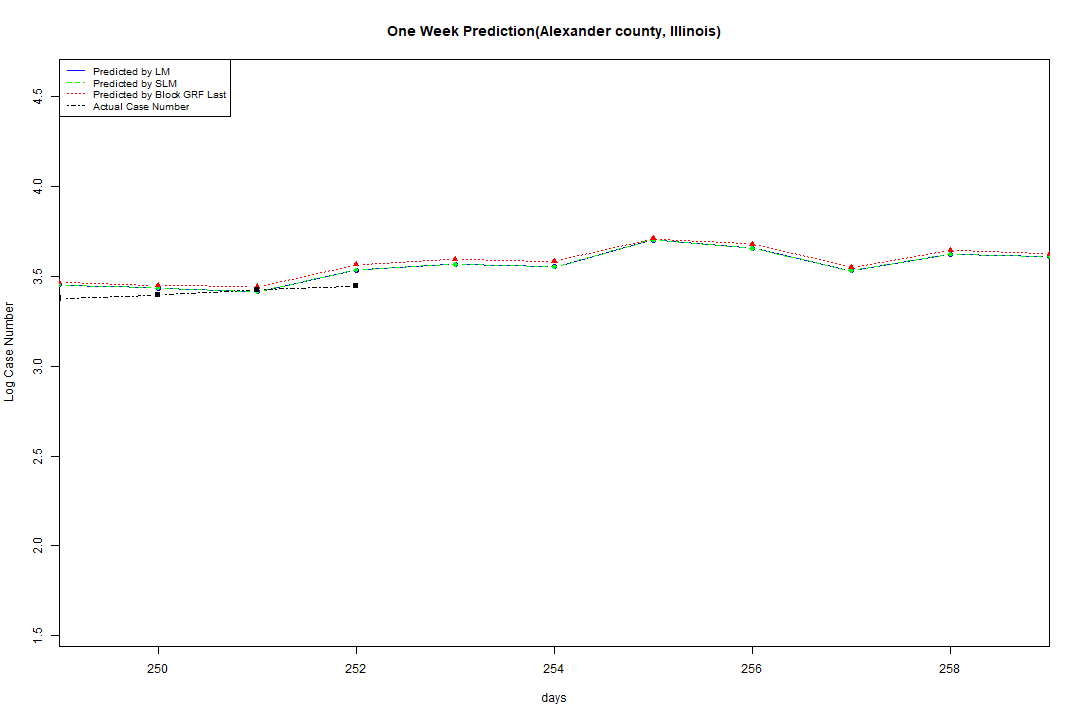 One Week Prediction(Alexander county, Illinois)
Predicted by LM
Predicted by SLM
Predicted by Block GRF Last
Actual Case Number
4.5
4.0
3.5
3.0
2.5
2.0
1.5
Log Case Number
250 252 254 256 258
days